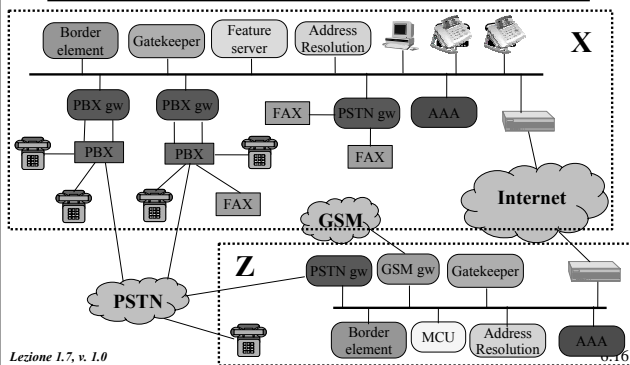 Border
element
Gatekeeper
Feature
server
Address
Resolution
X
PBX gw
PBX gw
FAX
PSTN gw
AAA
PBX
PBX
FAX
FAX
Internet
GSM
Z
PSTN gw
GSM gw
Gatekeeper
PSTN
Border
element
MCU
Address
Resolution
AAA
Lezione 1.7, v. 1.0
6.16